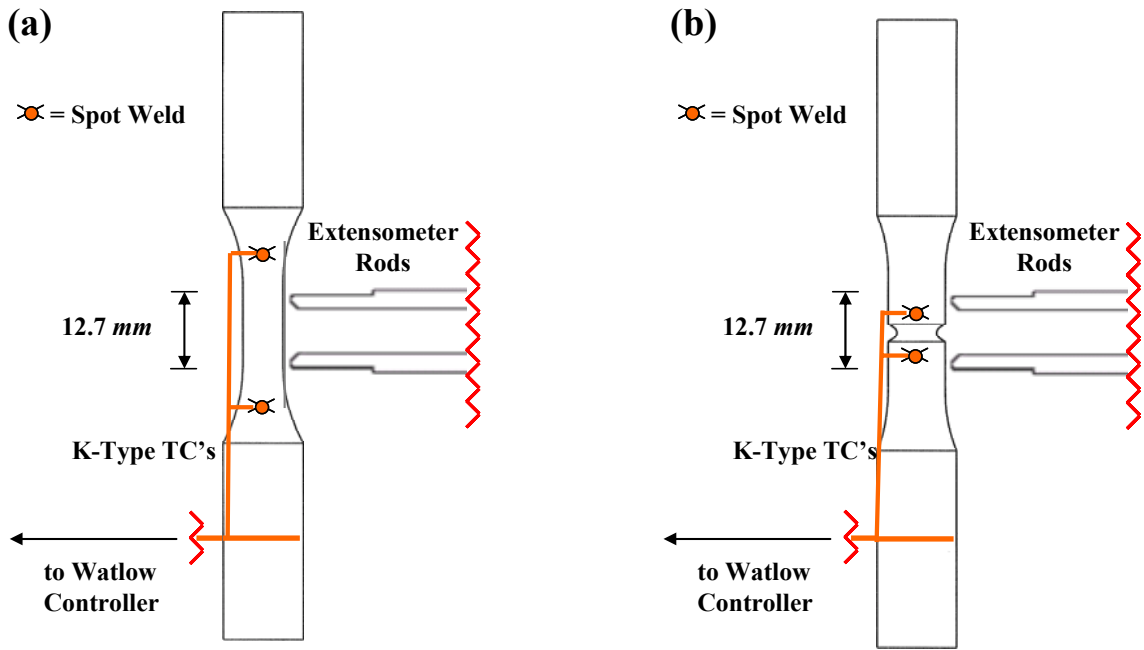 (a)
= Spot Weld
Extensometer
Rods
12.7 mm
K-Type TC's
to Watlow
Controller
(b)
= Spot Weld
Extensometer
Rods
12.7 mm
K-Type TC's
to Watlow
Controller